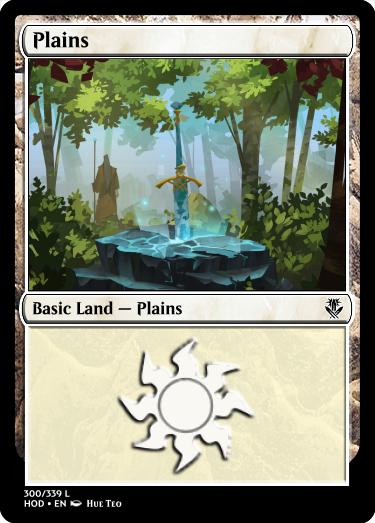 Plains
Basic Land — Plains
300/339 L
HOD • EN Hue Teo